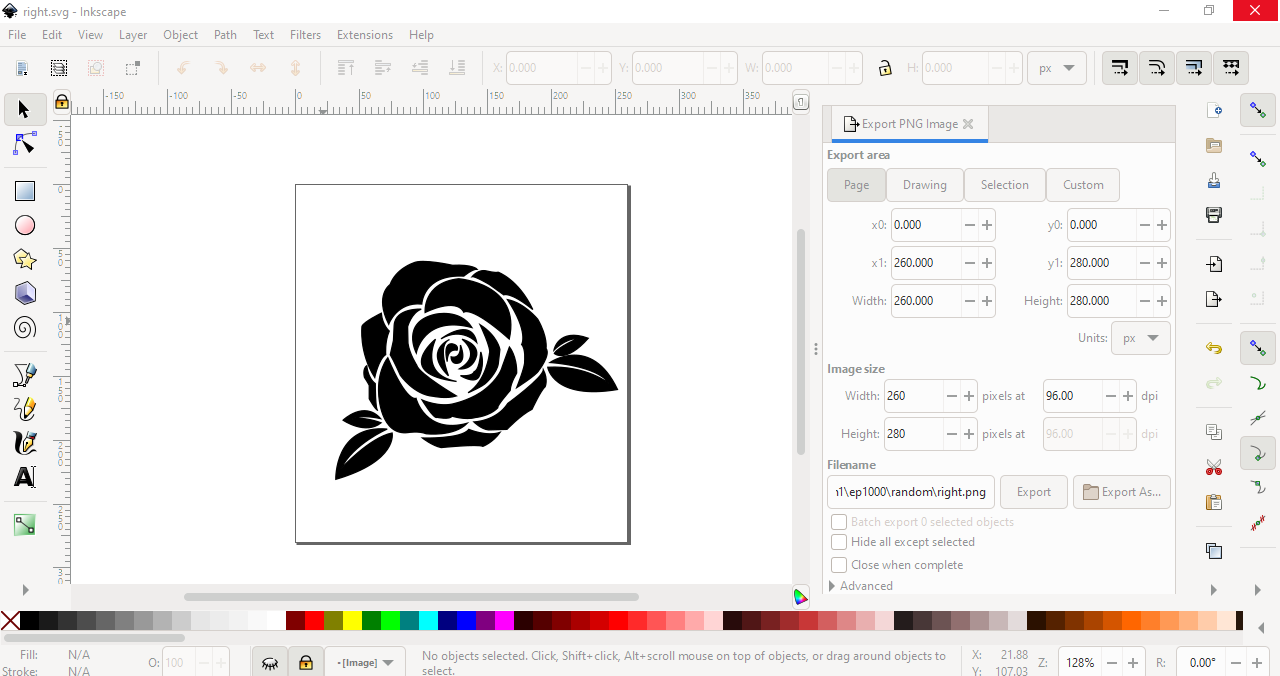 right.svg - Inkscape
File Edit View Layer Object Path Text Filters Extensions Help
X: 0.000 Y: 0.000 W: 0.000 H: 0.000 px
-150 -100 -50 0 50 100 150 200 250 300 350
Export PNG Image
Export area
Page Drawing Selection Custom
x0: 0.000 y0: 0.000
x1: 260.000 y1: 280.000
Width: 260.000 Height: 280.000
Units: px
Image size
Width: 260 pixels at 96.00 dpi
Height: 280 pixels at 96.00 dpi
Filename
\ep1000\random\right.png Export Export As...
Batch export 0 selected objects
Hide all except selected
Close when complete
Advanced
0
50
100
150
200
250
Fill: N/A
Stroke: N/A
O: 100
•[Image]
No objects selected. Click, Shift+click, Alt+scroll mouse on top of objects, or drag around objects to
select.
X: 21.88
Y: 107.03
Z: 128% R: 0.00°